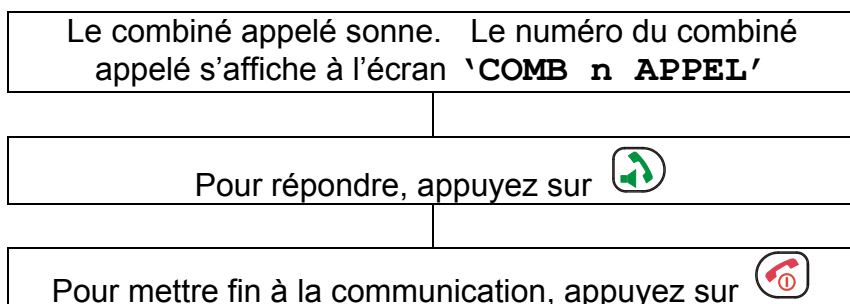 Le combiné appelé sonne. Le numéro du combiné
appelé s’affiche à l’écran ‘COMB n APPEL’
Pour répondre, appuyez sur
Pour mettre fin à la communication, appuyez sur